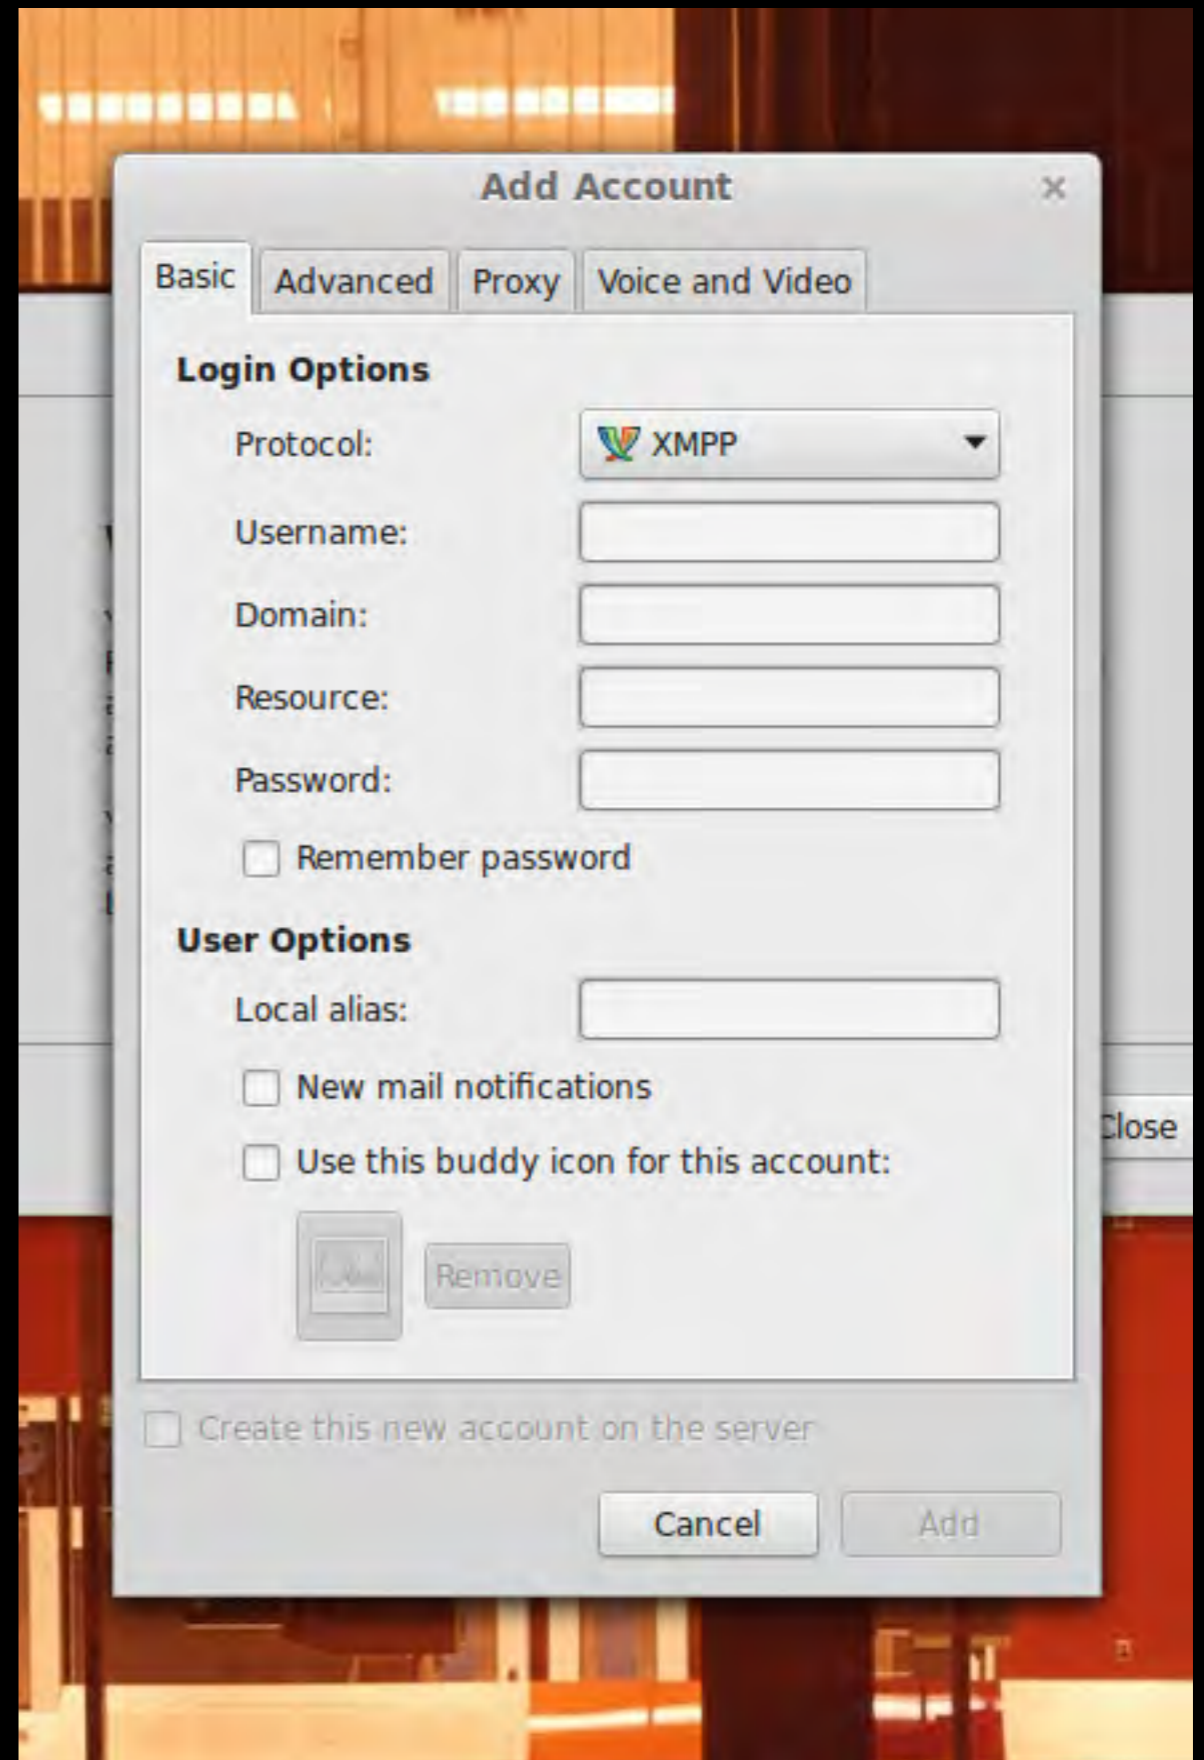 Add Account
Basic Advanced Proxy Voice and Video
Login Options
Protocol: XMPP
Username:
Domain:
Resource:
Password:
Remember password
User Options
Local alias:
New mail notifications
Close
Use this buddy icon for this account:
Remove
Create this new account on the server
Cancel Add